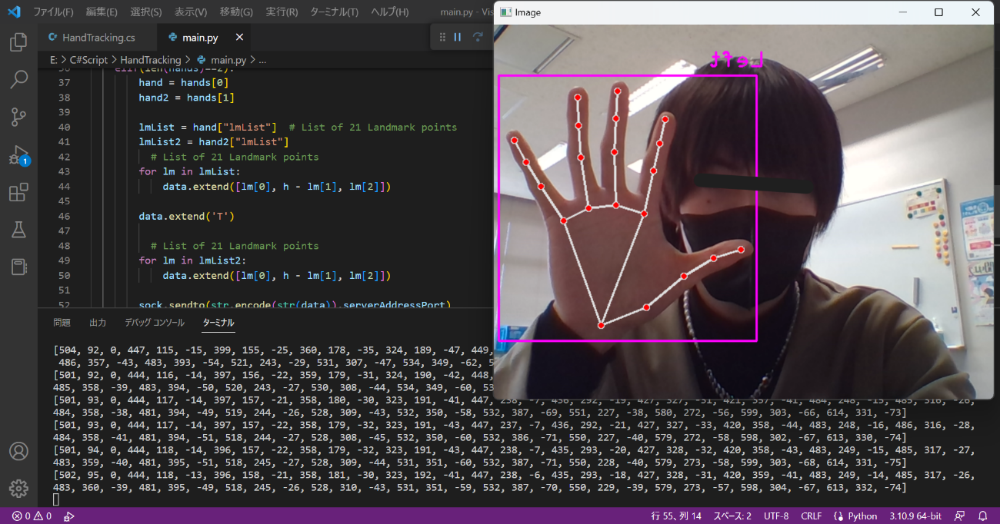 ファイル(F) 編集(E) 選択(S) 表示(V) 移動(G) 実行(R) ターミナル(T) ヘルプ(H) main.py - Vis
Image
HandTracking.cs main.py
E: > C#Script > HandTracking > main.py > ...
Left
37 hand = hands[0]
38 hand2 = hands[1]
39
40 lmList = hand["lmList"] # List of 21 Landmark points
41 lmList2 = hand2["lmList"]
42 # List of 21 Landmark points
43 for lm in lmList:
44 data.extend([lm[0], h - lm[1], lm[2]])
45
46 data.extend('T')
47
48 # List of 21 Landmark points
49 for lm in lmList2:
50 data.extend([lm[0], h - lm[1], lm[2]])
51
52 sock.sendto(str.encode(str(data)),serverAddressPort)
1
問題 出力 デバッグ コンソール ターミナル
[504, 92, 0, 447, 115, -15, 399, 155, -25, 360, 178, -35, 324, 189, -47, 449,
486, 357, -43, 483, 393, -54, 521, 243, -29, 531, 307, -47, 534, 349, -62,
[501, 92, 0, 444, 116, -14, 397, 156, -22, 359, 179, -31, 324, 190, -42, 448,
485, 358, -39, 483, 394, -50, 520, 243, -27, 530, 308, -44, 534, 349, -60,
[501, 93, 0, 444, 117, -14, 397, 157, -21, 358, 180, -30, 323, 191, -41, 447, 238, -7, 436, 292, -19, 427, 327, -31, 421, 357, -41, 484, 248, -15, 485, 316, -26,
484, 358, -38, 481, 394, -49, 519, 244, -26, 528, 309, -43, 532, 350, -58, 532, 387, -69, 551, 227, -38, 580, 272, -56, 599, 303, -66, 614, 331, -73]
[501, 93, 0, 444, 117, -14, 397, 157, -22, 358, 179, -32, 323, 191, -43, 447, 237, -7, 436, 292, -21, 427, 327, -33, 420, 358, -44, 483, 248, -16, 486, 316, -28,
484, 358, -41, 481, 394, -51, 518, 244, -27, 528, 308, -45, 532, 350, -60, 532, 386, -71, 550, 227, -40, 579, 272, -58, 598, 302, -67, 613, 330, -74]
[501, 94, 0, 444, 118, -14, 396, 157, -22, 358, 179, -32, 323, 191, -43, 447, 238, -7, 435, 293, -20, 427, 328, -32, 420, 358, -43, 483, 249, -15, 485, 317, -27,
483, 359, -40, 481, 395, -51, 518, 245, -27, 528, 309, -44, 531, 351, -60, 532, 387, -71, 550, 228, -40, 579, 273, -58, 599, 303, -68, 614, 331, -75]
[502, 95, 0, 444, 118, -13, 396, 158, -21, 358, 181, -30, 323, 192, -41, 447, 238, -6, 435, 293, -18, 427, 328, -31, 420, 359, -41, 483, 249, -14, 485, 317, -26,
483, 360, -39, 481, 395, -49, 518, 245, -26, 528, 310, -43, 531, 351, -59, 532, 387, -70, 550, 229, -39, 579, 273, -57, 598, 304, -67, 613, 332, -74]
0 0 行 55、列 14 スペース: 2 UTF-8 CRLF Python 3.10.9 64-bit